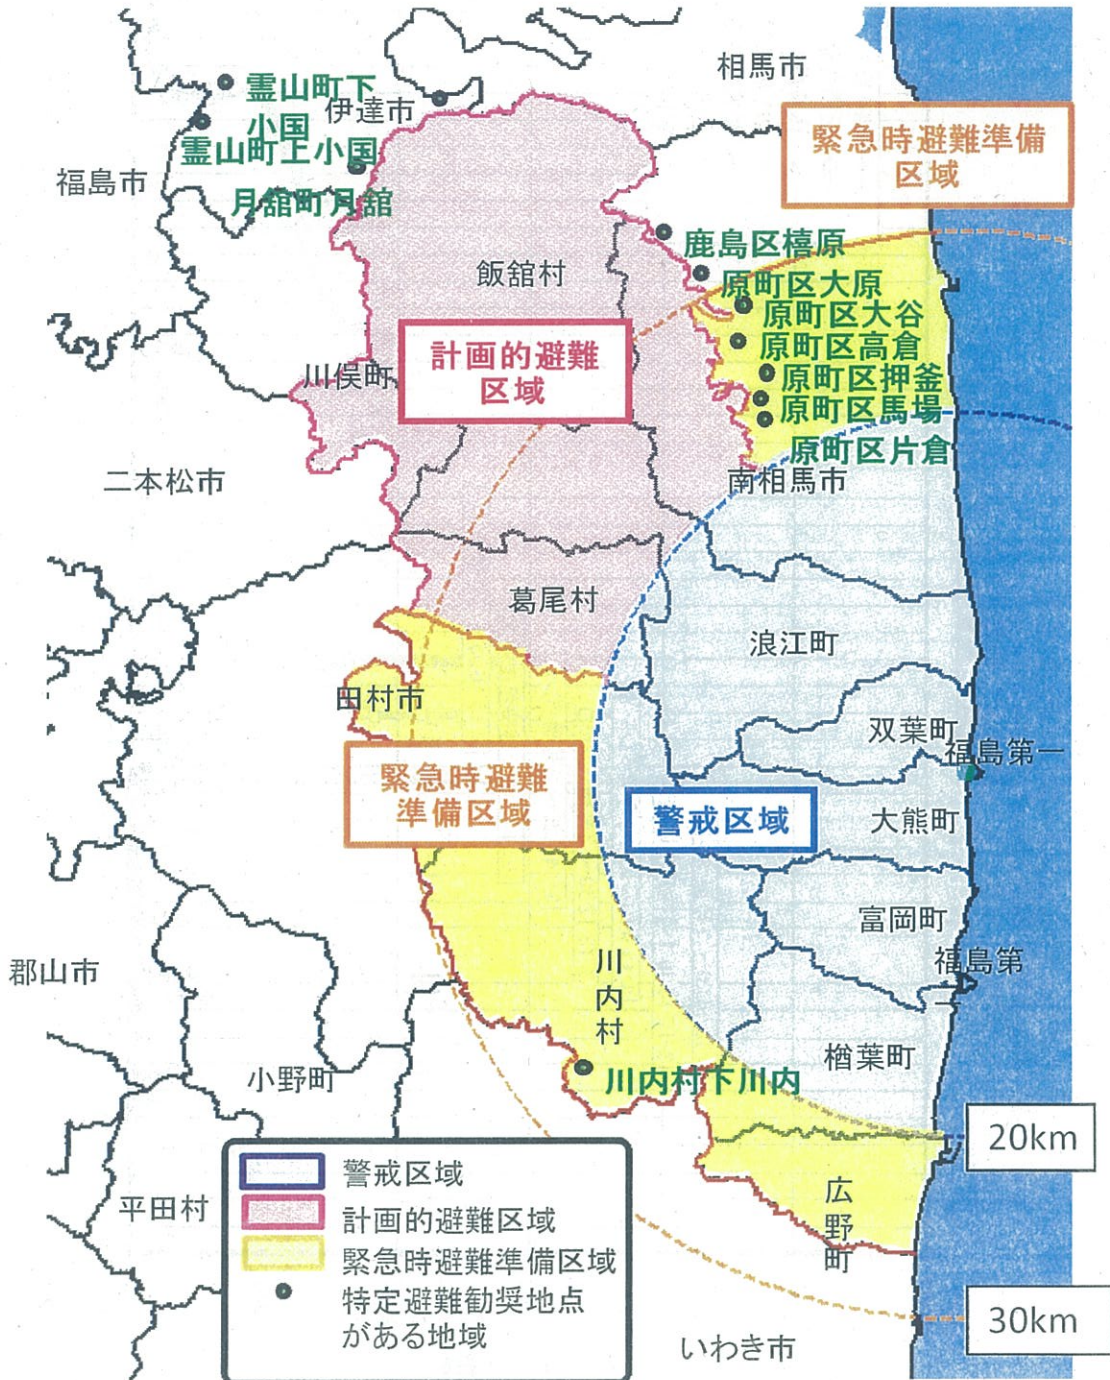 相馬市
霊山町下
小国
伊達市
霊山町上小国
福島市
月舘町月舘
緊急時避難準備
区域
鹿島区橲原
飯舘村
原町区大原
原町区大谷
原町区高倉
計画的避難
区域
川俣町
原町区押釜
原町区馬場
原町区片倉
南相馬市
二本松市
葛尾村
浪江町
田村市
双葉町
福島第一
緊急時避難
準備区域
警戒区域
大熊町
富岡町
福島第
二
郡山市
川内村
楢葉町
小野町
川内村下川内
20km
警戒区域
計画的避難区域
緊急時避難準備区域
特定避難勧奨地点
がある地域
平田村
広野町
30km
いわき市